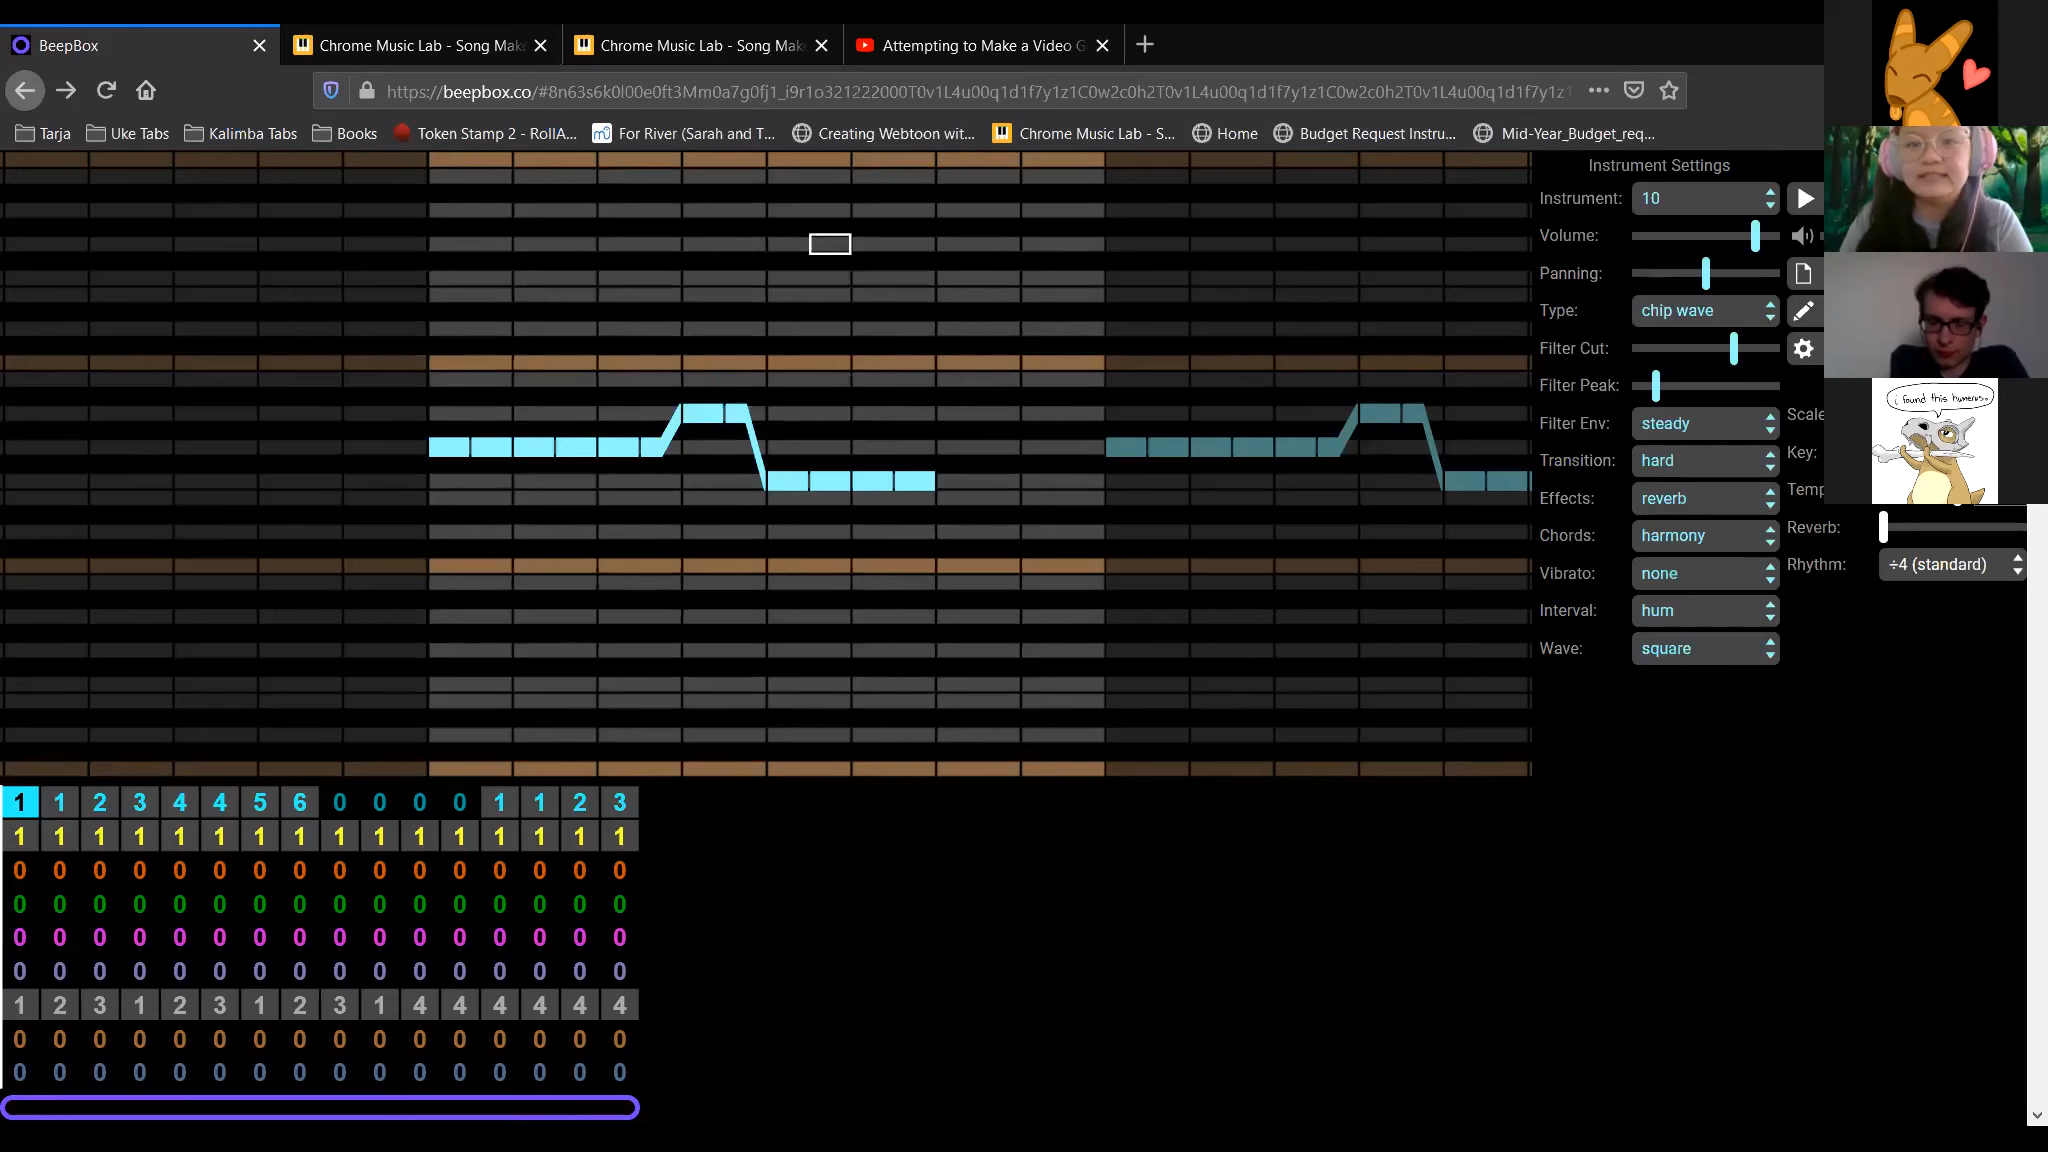 BeepBox
Chrome Music Lab - Song Make
Chrome Music Lab - Song Make
Attempting to Make a Video G
https://beepbox.co/#8n63s6k0l00e0ft3Mm0a7g0fj1_i9r1o321222000T0v1L4u00q1d1f7y1z1C0w2c0h2T0v1L4u00q1d1f7y1z1C0w2c0h2T0v1L4u00q1d1f7y1z1
Tarja
Uke Tabs
Kalimba Tabs
Books
Token Stamp 2 - RollA...
For River (Sarah and T...
Creating Webtoon wit...
Chrome Music Lab - S...
Home
Budget Request Instru...
Mid-Year_Budget_req...
Instrument Settings
Instrument: 10
Volume:
Panning:
Type: chip wave
Filter Cut:
Filter Peak:
Filter Env: steady
Transition: hard
Effects: reverb
Chords: harmony
Vibrato: none
Interval: hum
Wave: square
Scale
Key:
Temp
Reverb:
Rhythm: ÷4 (standard)
i found this humerus.
1 1 2 3 4 4 5 6 0 0 0 0 1 1 2 3
1 1 1 1 1 1 1 1 1 1 1 1 1 1 1 1
0 0 0 0 0 0 0 0 0 0 0 0 0 0 0 0
0 0 0 0 0 0 0 0 0 0 0 0 0 0 0 0
0 0 0 0 0 0 0 0 0 0 0 0 0 0 0 0
0 0 0 0 0 0 0 0 0 0 0 0 0 0 0 0
1 2 3 1 2 3 1 2 3 1 4 4 4 4 4 4
0 0 0 0 0 0 0 0 0 0 0 0 0 0 0 0
0 0 0 0 0 0 0 0 0 0 0 0 0 0 0 0